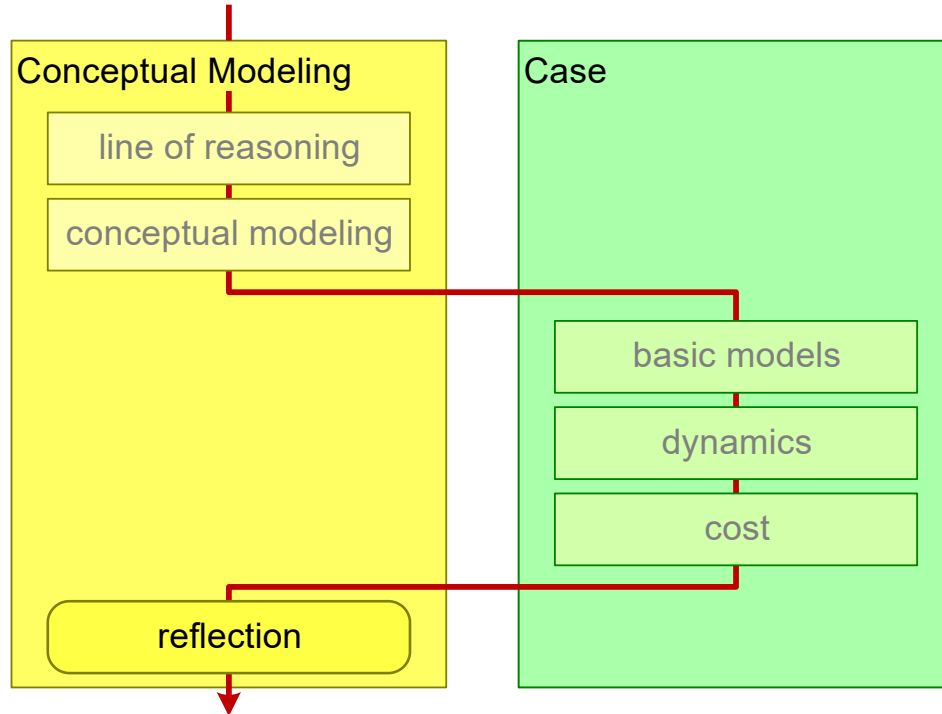 Conceptual Modeling
line of reasoning
conceptual modeling
Case
basic models
dynamics
cost
reflection